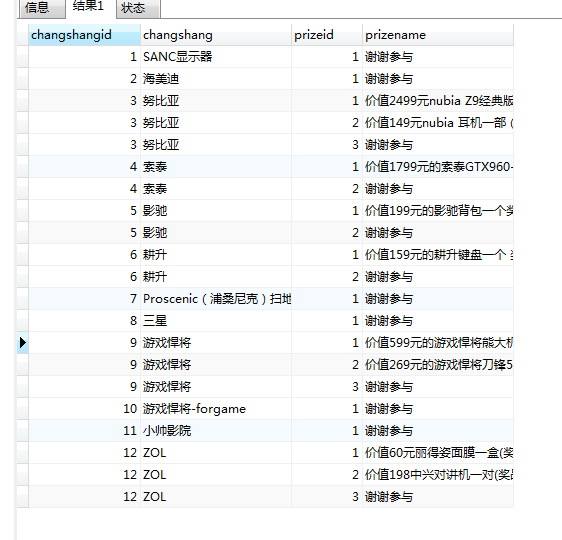 信息 结果1 状态
changshangid changshang prizeid prizename
1 SANC显示器 1 谢谢参与
2 海美迪 1 谢谢参与
3 努比亚 1 价值2499元nubia Z9经典版
3 努比亚 2 价值149元nubia 耳机一部
3 努比亚 3 谢谢参与
4 索泰 1 价值1799元的索泰GTX960-
4 索泰 2 谢谢参与
5 影驰 1 价值199元的影驰背包一个奖
5 影驰 2 谢谢参与
6 耕升 1 价值159元的耕升键盘一个
6 耕升 2 谢谢参与
7 Proscenic（浦桑尼克）扫地 1 谢谢参与
8 三星 1 谢谢参与
9 游戏悍将 1 价值599元的游戏悍将能大机
9 游戏悍将 2 价值269元的游戏悍将刀锋5
9 游戏悍将 3 谢谢参与
10 游戏悍将-forgame 1 谢谢参与
11 小帅影院 1 谢谢参与
12 ZOL 1 价值60元丽得姿面膜一盒(奖
12 ZOL 2 价值198中兴对讲机一对(奖品
12 ZOL 3 谢谢参与